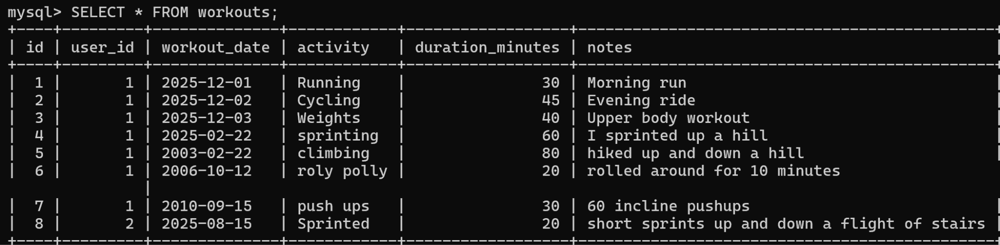 mysql> SELECT * FROM workouts;
+----+---------+--------------+------------+------------------+-----------------------------------------------+
| id | user_id | workout_date | activity   | duration_minutes | notes                                         |
+----+---------+--------------+------------+------------------+-----------------------------------------------+
|  1 |       1 | 2025-12-01   | Running    |               30 | Morning run                                   |
|  2 |       1 | 2025-12-02   | Cycling    |               45 | Evening ride                                  |
|  3 |       1 | 2025-12-03   | Weights    |               40 | Upper body workout                            |
|  4 |       1 | 2025-02-22   | sprinting  |               60 | I sprinted up a hill                          |
|  5 |       1 | 2003-02-22   | climbing   |               80 | hiked up and down a hill                      |
|  6 |       1 | 2006-10-12   | roly polly |               20 | rolled around for 10 minutes
               |
|  7 |       1 | 2010-09-15   | push ups   |               30 | 60 incline pushups                            |
|  8 |       2 | 2025-08-15   | Sprinted   |               20 | short sprints up and down a flight of stairs |
+----+---------+--------------+------------+------------------+-----------------------------------------------+